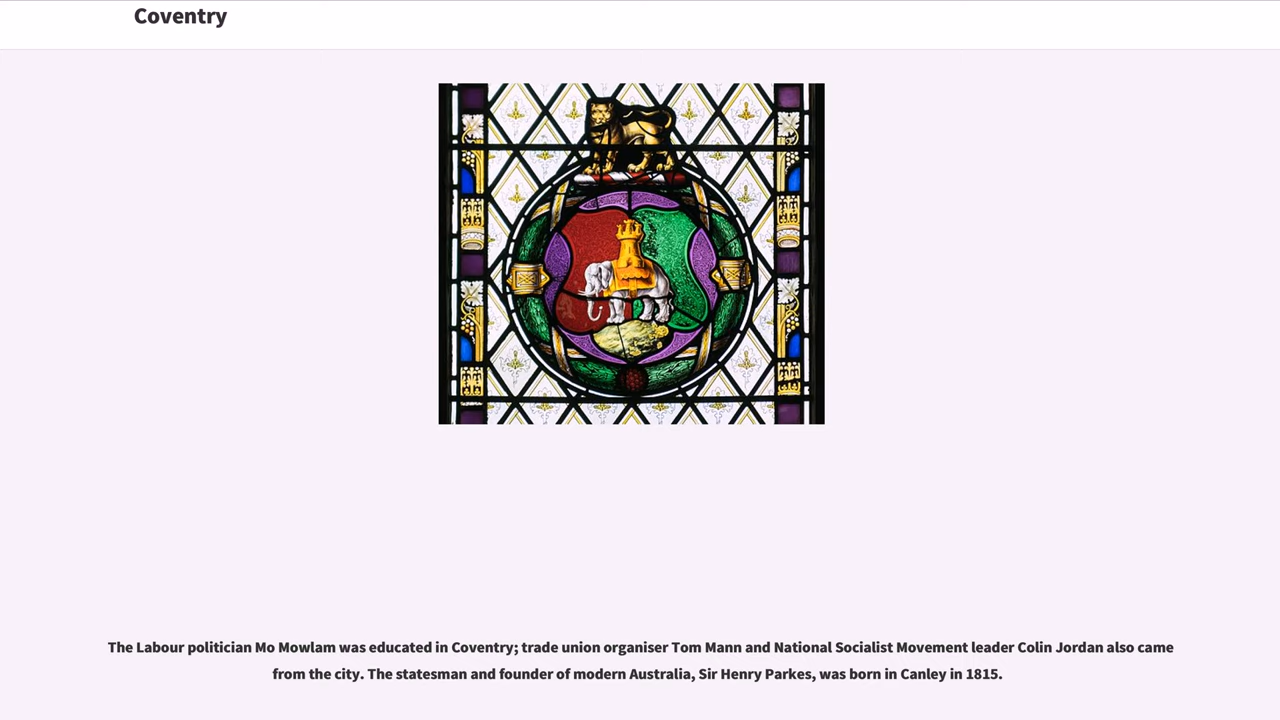 Coventry
The Labour politician Mo Mowlam was educated in Coventry; trade union organiser Tom Mann and National Socialist Movement leader Colin Jordan also came
from the city. The statesman and founder of modern Australia, Sir Henry Parkes, was born in Canley in 1815.